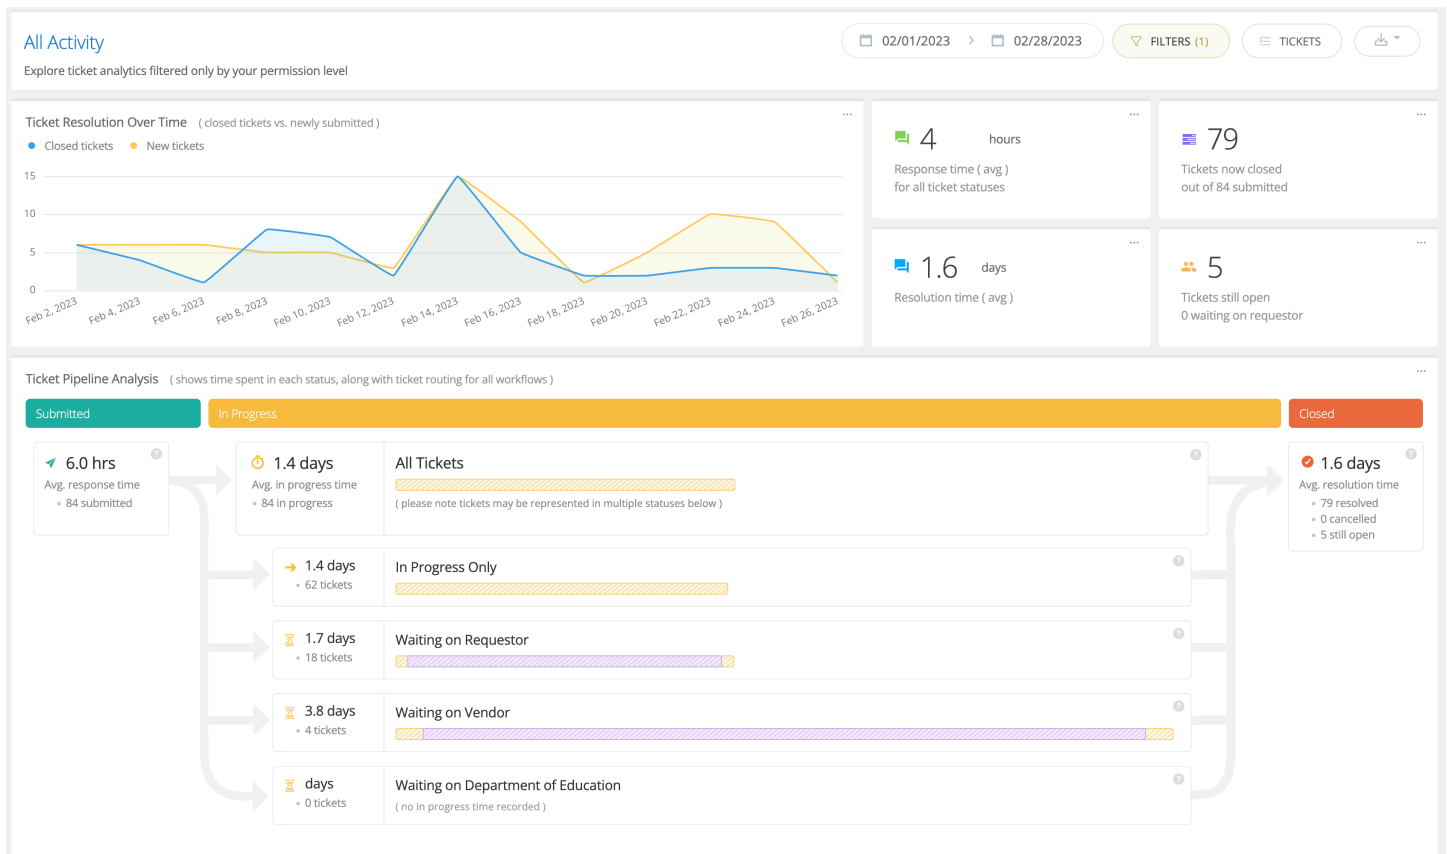 All Activity
02/01/2023 > 02/28/2023
FILTERS (1)
TICKETS
Explore ticket analytics filtered only by your permission level
Ticket Resolution Over Time ( closed tickets vs. newly submitted )
...
Closed tickets
New tickets
15
10
5
0
Feb 2, 2023
Feb 4, 2023
Feb 6, 2023
Feb 8, 2023
Feb 10, 2023
Feb 12, 2023
Feb 14, 2023
Feb 16, 2023
Feb 18, 2023
Feb 20, 2023
Feb 22, 2023
Feb 24, 2023
Feb 26, 2023
...
4 hours
Response time ( avg )
for all ticket statuses
...
79
Tickets now closed
out of 84 submitted
...
1.6 days
Resolution time ( avg )
...
5
Tickets still open
0 waiting on requestor
Ticket Pipeline Analysis ( shows time spent in each status, along with ticket routing for all workflows )
...
Submitted
In Progress
Closed
6.0 hrs
?
Avg. response time
84 submitted
1.4 days
Avg. in progress time
84 in progress
All Tickets
?
( please note tickets may be represented in multiple statuses below )
1.6 days
?
Avg. resolution time
79 resolved
0 cancelled
5 still open
1.4 days
62 tickets
In Progress Only
?
1.7 days
18 tickets
Waiting on Requestor
?
3.8 days
4 tickets
Waiting on Vendor
?
days
0 tickets
Waiting on Department of Education
?
( no in progress time recorded )